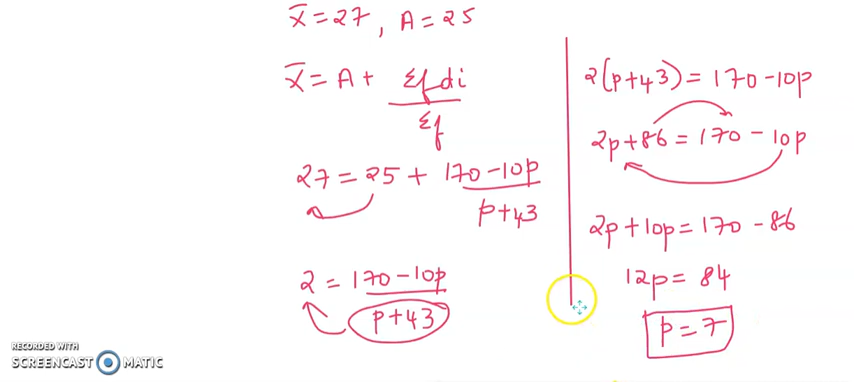 x̄ = 27, A = 25
x̄ = A + Σfdi
Σf
27 = 25 + 170 - 10p
p + 43
2 = 170 - 10p
p + 43
2(p+43) = 170 - 10p
2p + 86 = 170 - 10p
2p + 10p = 170 - 86
12p = 84
p = 7
RECORDED WITH
SCREENCAST MATIC